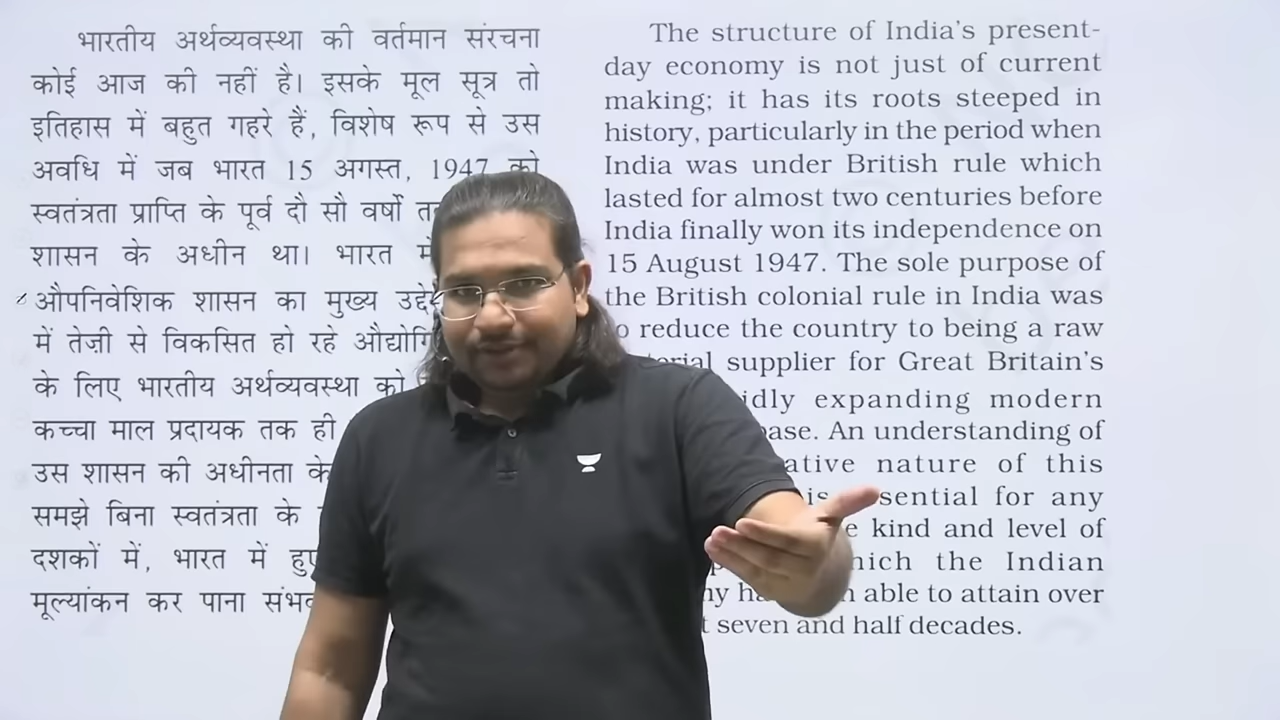 भारतीय अर्थव्यवस्था की वर्तमान संरचना
कोई आज की नहीं है। इसके मूल सूत्र तो
इतिहास में बहुत गहरे हैं, विशेष रूप से उस
अवधि में जब भारत 15 अगस्त, 1947 को
स्वतंत्रता प्राप्ति के पूर्व दौ सौ वर्षों
शासन के अधीन था। भारत
औपनिवेशिक शासन का मुख्य
में तेज़ी से विकसित हो रहे
के लिए भारतीय अर्थव्यवस्था को
कच्चा माल प्रदायक तक ही
उस शासन की अधीनता के
समझे बिना स्वतंत्रता के
दशकों में, भारत में
मूल्यांकन कर पाना
The structure of India's present-
day economy is not just of current
making; it has its roots steeped in
history, particularly in the period when
India was under British rule which
lasted for almost two centuries before
India finally won its independence on
15 August 1947. The sole purpose of
the British colonial rule in India was
reduce the country to being a raw
supplier for Great Britain's
expanding modern
An understanding of
nature of this
is for any
kind and level of
the Indian
able to attain over
seven and half decades.